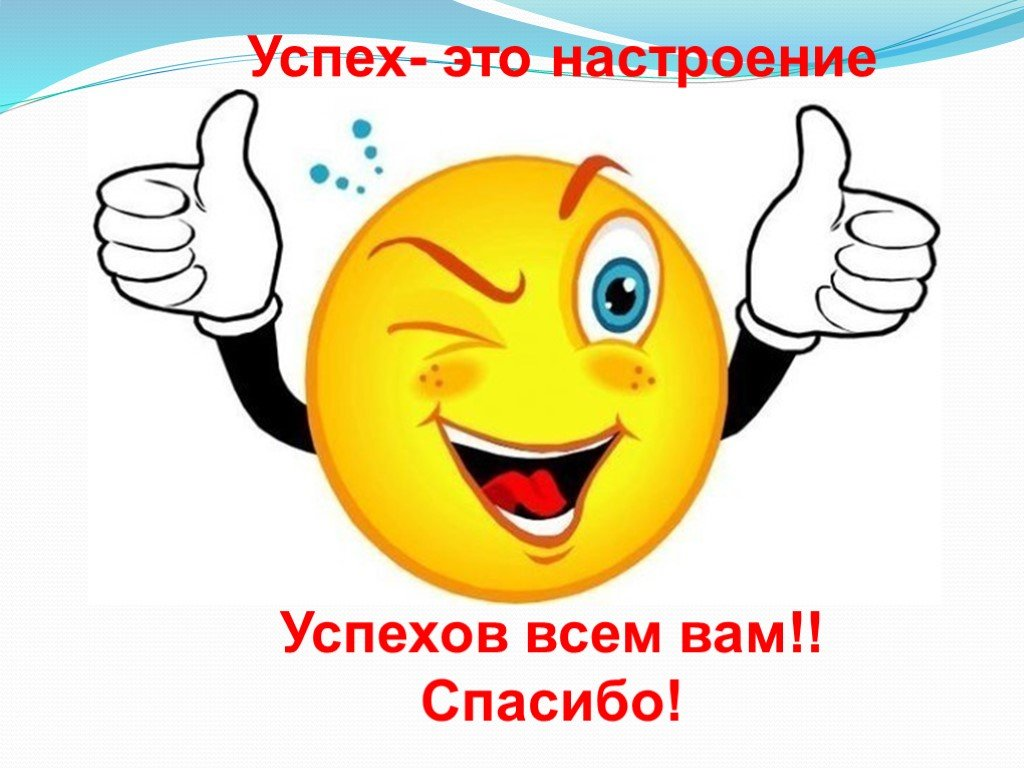 Успех- это настроение
Успехов всем вам!!
Спасибо!